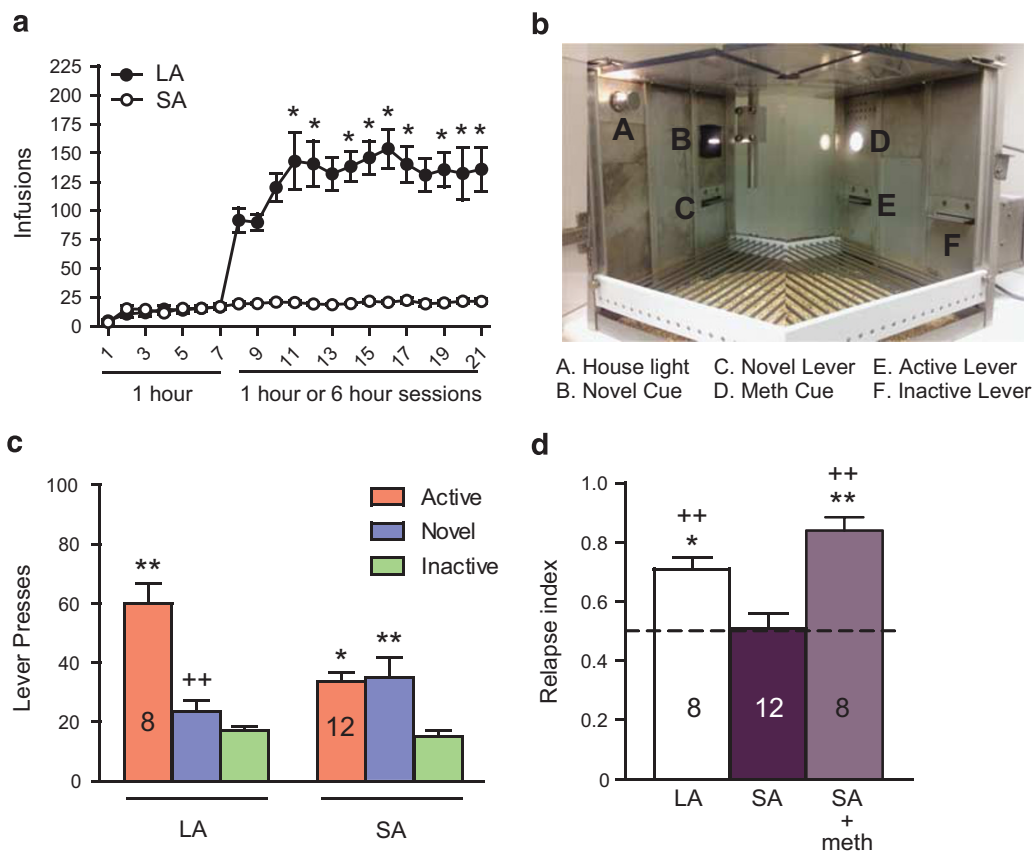 a
225
200
175
150
125
100
75
50
25
0
Infusions
LA
SA
* * * * * * * * *
1 3 5 7 9 11 13 15 17 19 21
1 hour 1 hour or 6 hour sessions
b
A
B
C
D
E
F
A. House light C. Novel Lever E. Active Lever
B. Novel Cue D. Meth Cue F. Inactive Lever
c
100
80
60
40
20
0
Lever Presses
Active
Novel
Inactive
**
++
*
**
8
12
LA SA
d
1.0
0.8
0.6
0.4
0.2
0
Relapse index
++
*
++
**
8 12 8
LA SA SA
+
meth